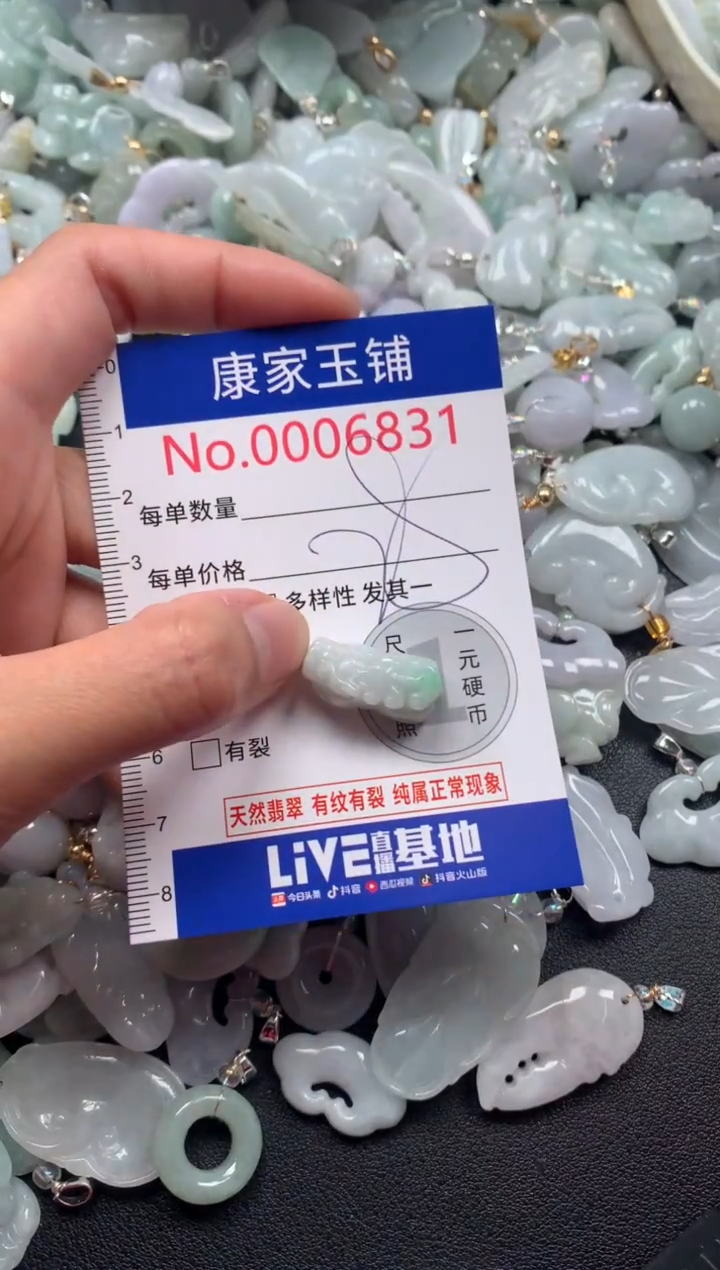 康家玉铺
No.0006831
0
1
2
每单数量
3
每单价格
多样性 发其一
尺
照
一元硬币
1
6
有裂
7
天然翡翠 有纹有裂 纯属正常现象
8
LiVE直播基地
今日头条 抖音 西瓜视频 抖音火山版